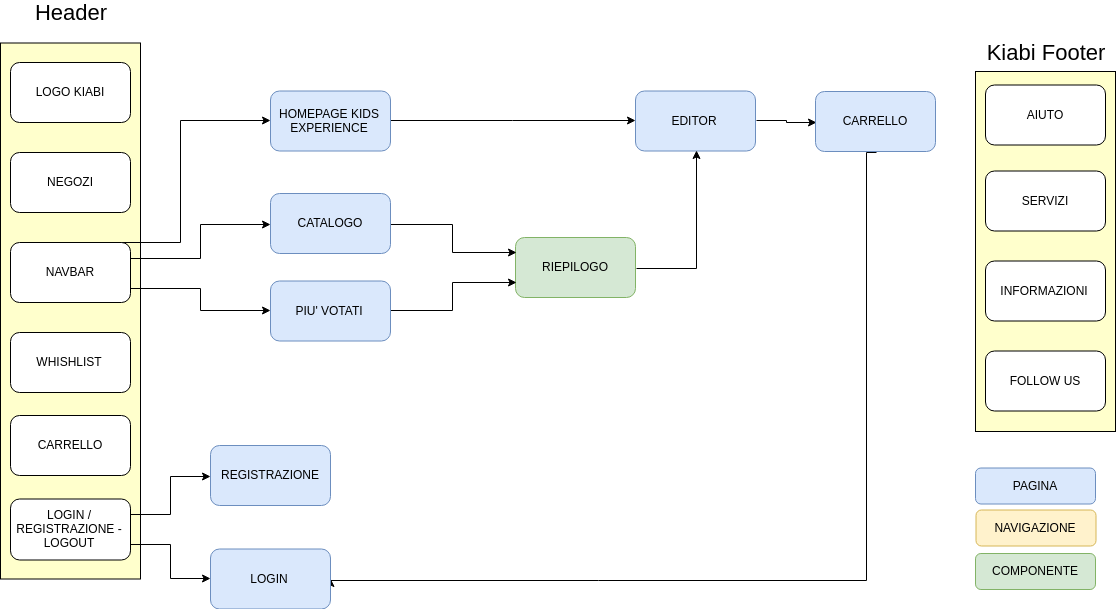 Header
LOGO KIABI
NEGOZI
NAVBAR
WHISHLIST
CARRELLO
LOGIN /
REGISTRAZIONE -
LOGOUT
HOMEPAGE KIDS
EXPERIENCE
CATALOGO
PIU' VOTATI
REGISTRAZIONE
LOGIN
RIEPILOGO
EDITOR
CARRELLO
Kiabi Footer
AIUTO
SERVIZI
INFORMAZIONI
FOLLOW US
PAGINA
NAVIGAZIONE
COMPONENTE